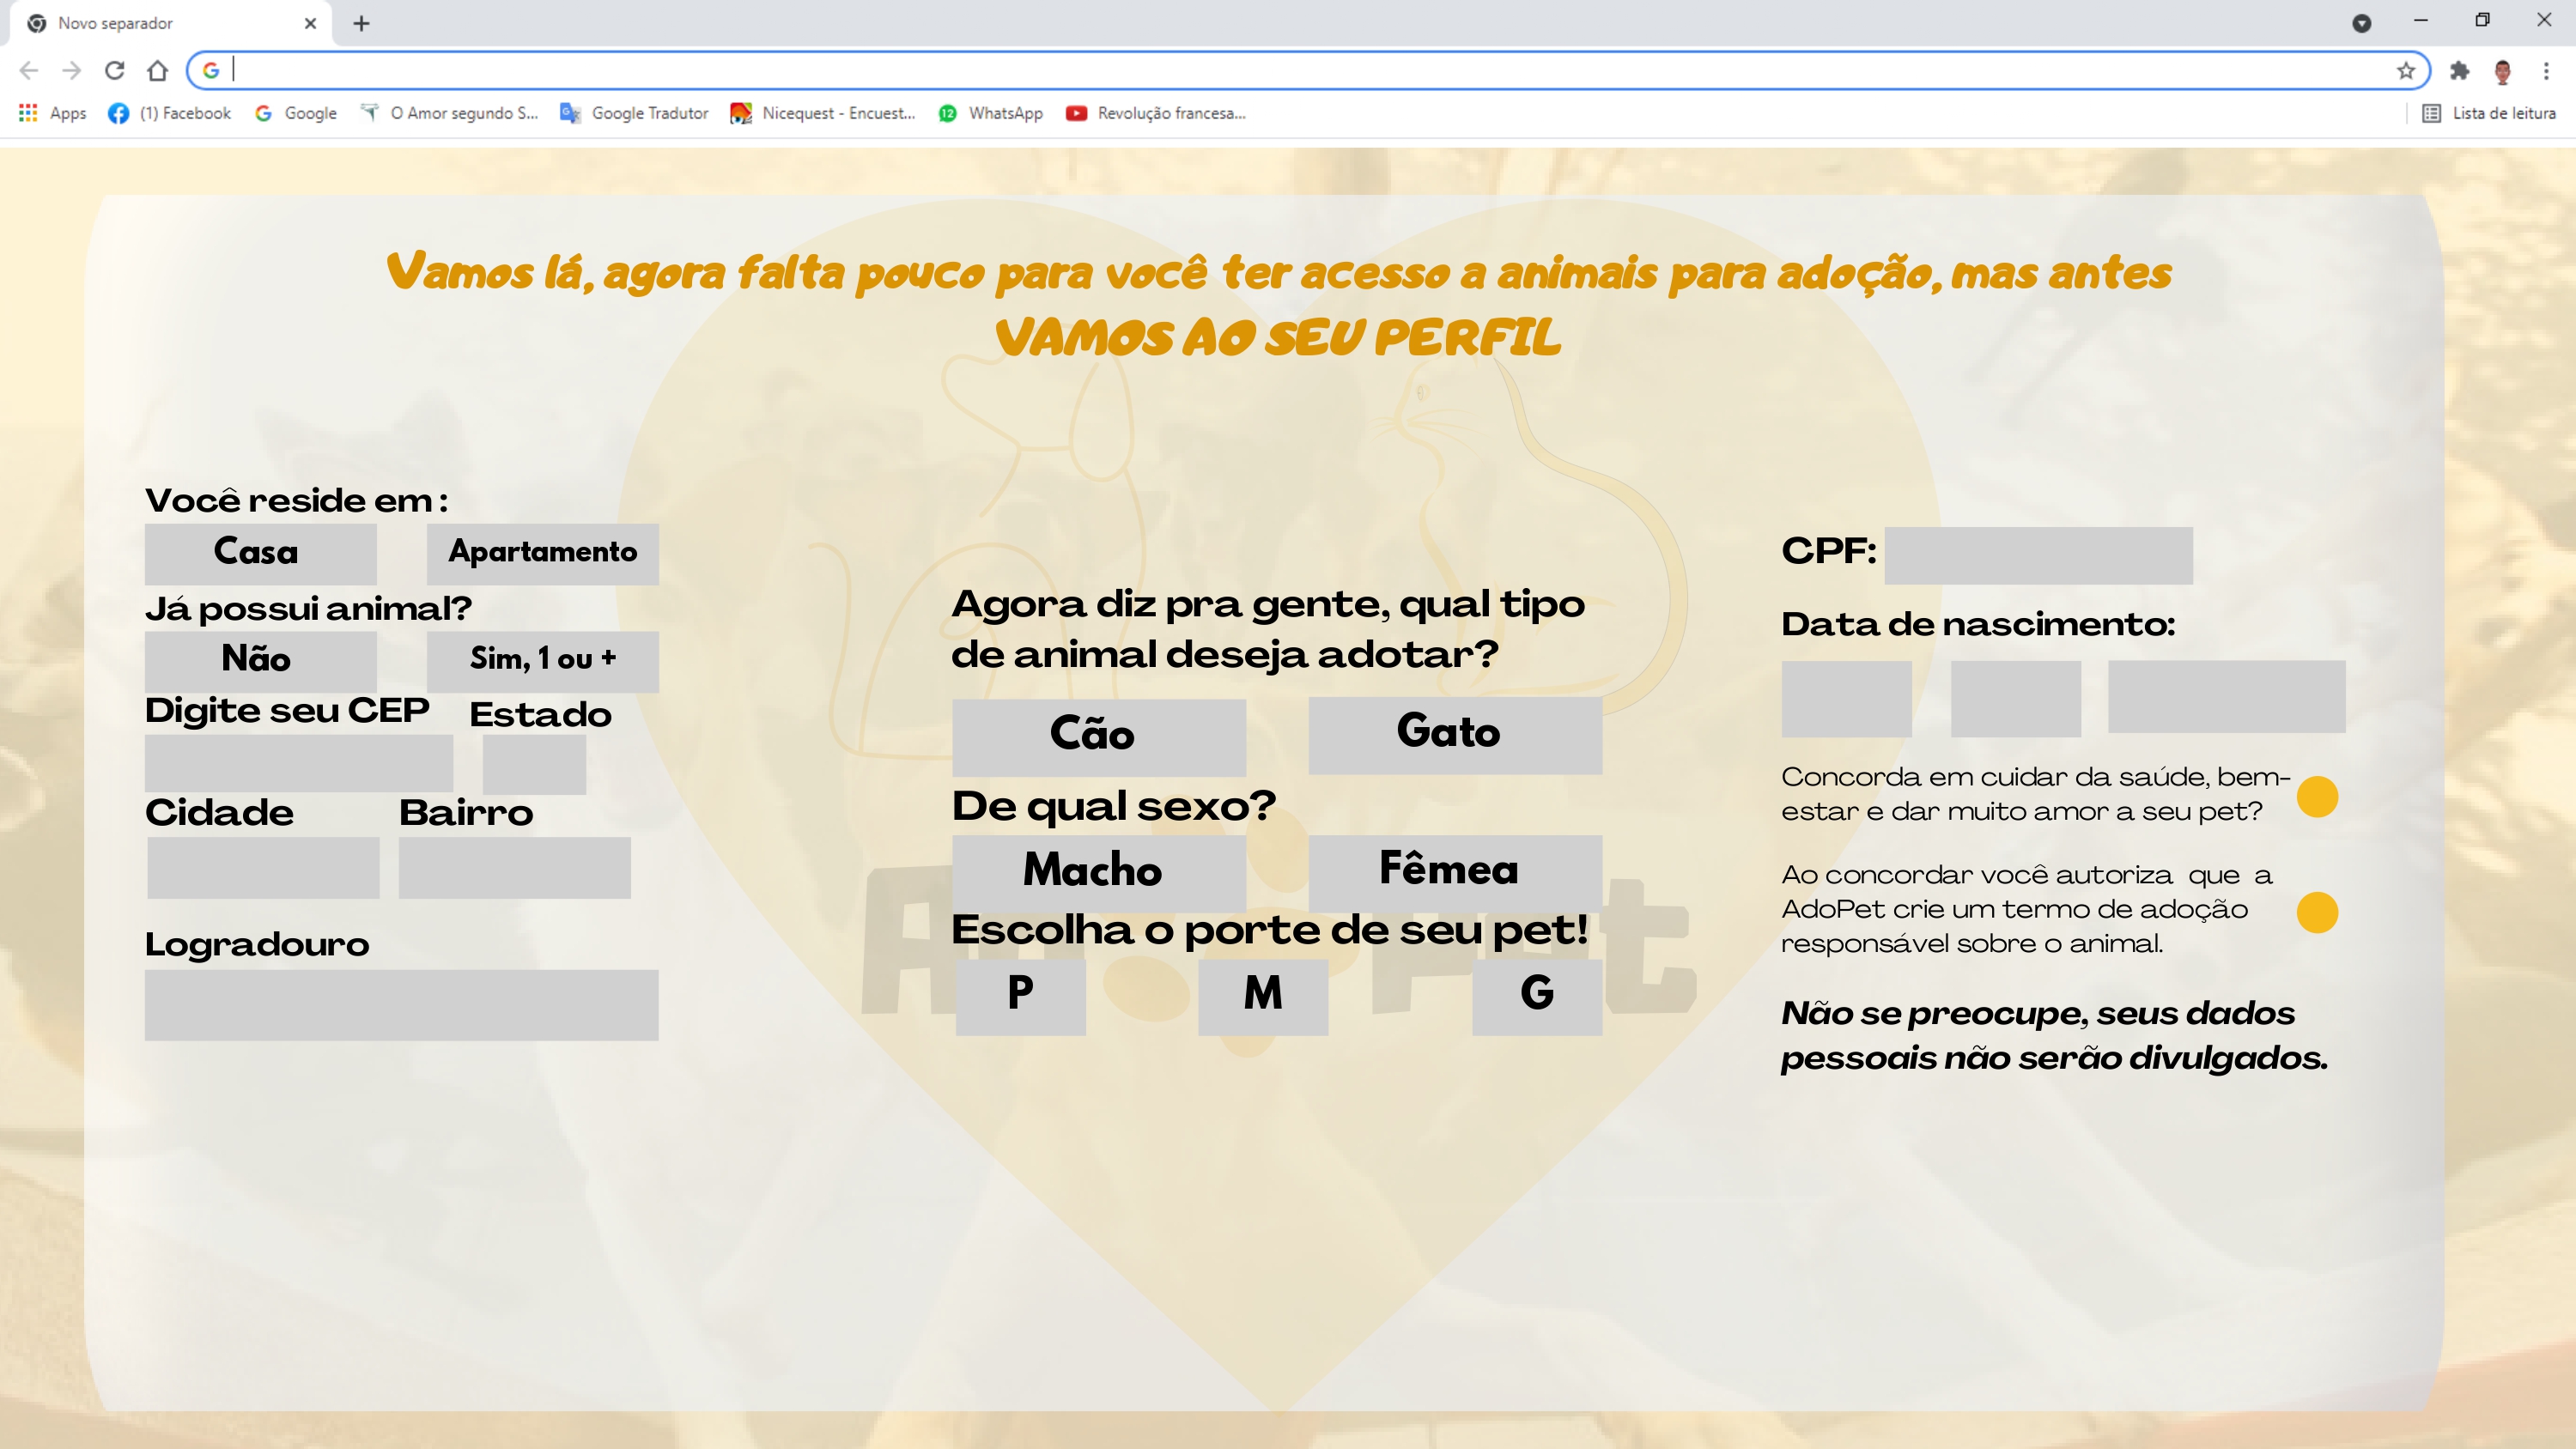 Novo separador
Apps
(1) Facebook
Google
O Amor segundo S...
Google Tradutor
Nicequest - Encuest...
12
WhatsApp
Revolução francesa...
Lista de leitura
Vamos lá, agora falta pouco para você ter acesso a animais para adoção, mas antes
VAMOS AO SEU PERFIL
Você reside em :
Casa
Apartamento
Já possui animal?
Não
Sim, 1 ou +
Digite seu CEP
Estado
Cidade
Bairro
Logradouro
Agora diz pra gente, qual tipo
de animal deseja adotar?
Cão
Gato
De qual sexo?
Macho
Fêmea
Escolha o porte de seu pet!
P
M
G
CPF:
Data de nascimento:
Concorda em cuidar da saúde, bem-
estar e dar muito amor a seu pet?
Ao concordar você autoriza que a
AdoPet crie um termo de adoção
responsável sobre o animal.
Não se preocupe, seus dados
pessoais não serão divulgados.